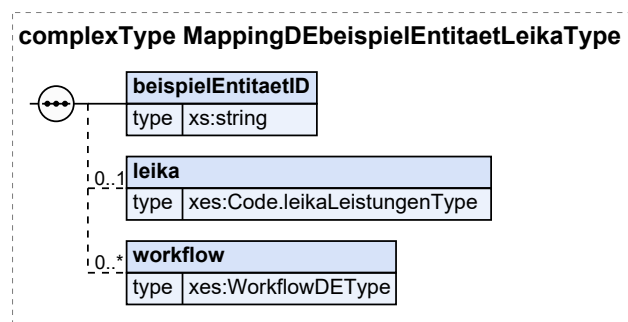 complexType MappingDEbeispielEntitaetLeikaType
beispielEntitaetID
type xs:string
0..1 leika
type xes:Code.leikaLeistungenType
0..* workflow
type xes:WorkflowDEType